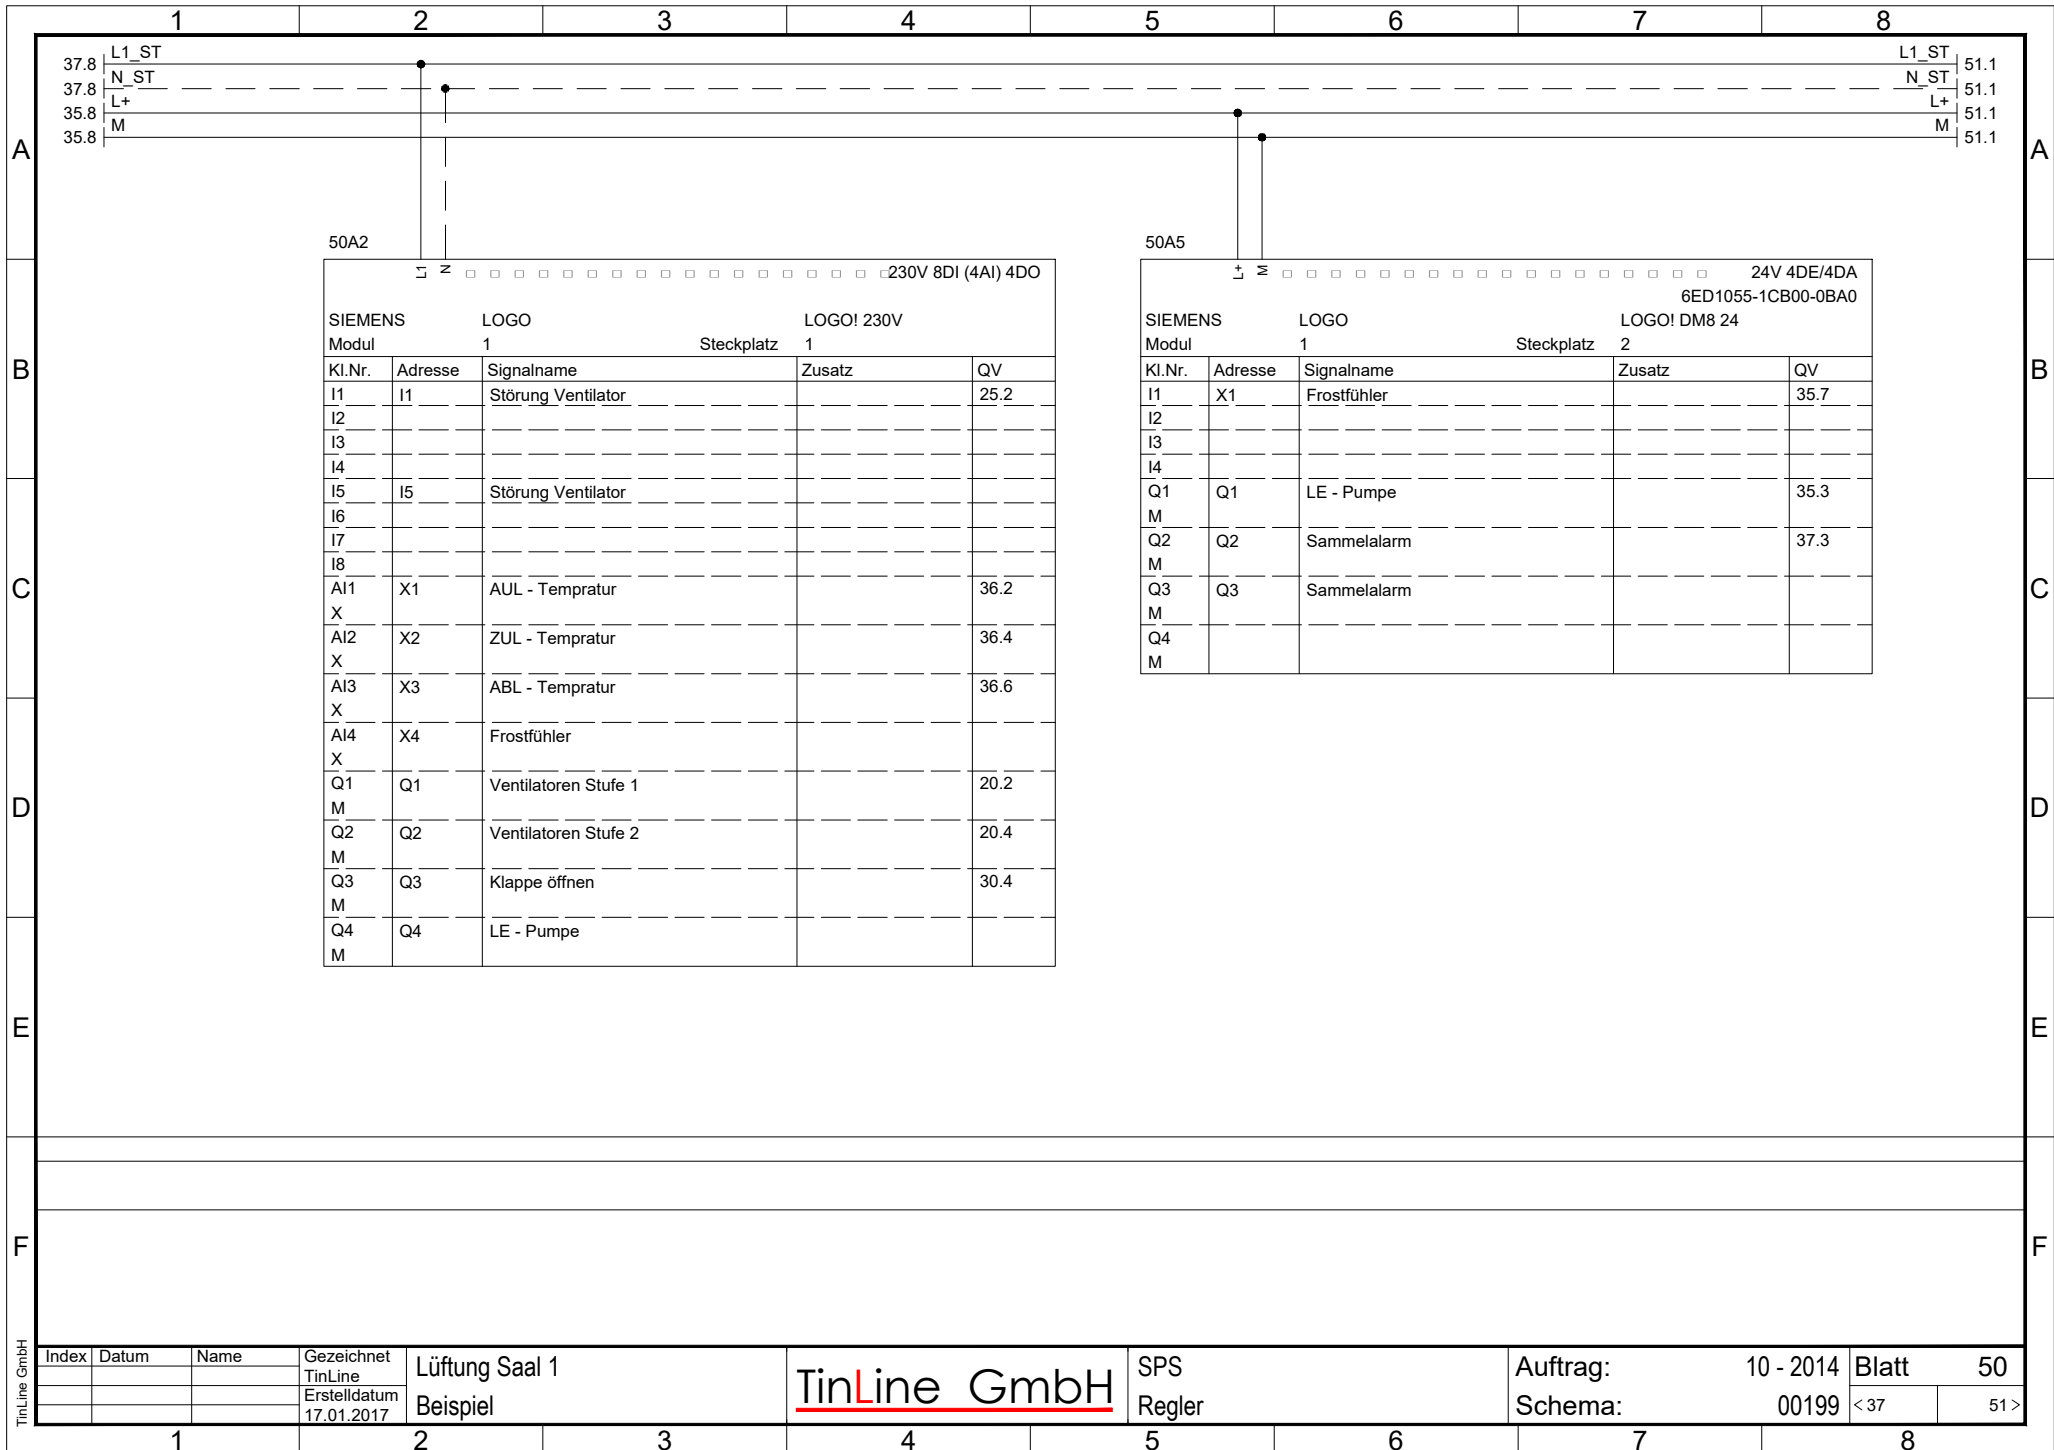 1 2 3 4 5 6 7 8
37.8 L1_ST L1_ST 51.1
37.8 N_ST N_ST 51.1
35.8 L+ L+ 51.1
35.8 M M 51.1
A A
50A2
L1 N 230V 8DI (4AI) 4DO
SIEMENS LOGO LOGO! 230V
Modul 1 Steckplatz 1
Kl.Nr. Adresse Signalname Zusatz QV
I1 I1 Störung Ventilator 25.2
I2
I3
I4
I5 I5 Störung Ventilator
I6
I7
I8
AI1 X1 AUL - Tempratur 36.2
X
AI2 X2 ZUL - Tempratur 36.4
X
AI3 X3 ABL - Tempratur 36.6
X
AI4 X4 Frostfühler
X
Q1 Q1 Ventilatoren Stufe 1 20.2
M
Q2 Q2 Ventilatoren Stufe 2 20.4
M
Q3 Q3 Klappe öffnen 30.4
M
Q4 Q4 LE - Pumpe
M
50A5
L+ M 24V 4DE/4DA
6ED1055-1CB00-0BA0
SIEMENS LOGO LOGO! DM8 24
Modul 1 Steckplatz 2
Kl.Nr. Adresse Signalname Zusatz QV
I1 X1 Frostfühler 35.7
I2
I3
I4
Q1 Q1 LE - Pumpe 35.3
M
Q2 Q2 Sammelalarm 37.3
M
Q3 Q3 Sammelalarm
M
Q4
M
B B
C C
D D
E E
F F
TinLine GmbH
Index Datum Name
Gezeichnet
TinLine
Erstelldatum
17.01.2017
Lüftung Saal 1
Beispiel
TinLine GmbH
SPS
Regler
Auftrag: 10 - 2014
Schema: 00199
Blatt 50
< 37 51 >
1 2 3 4 5 6 7 8